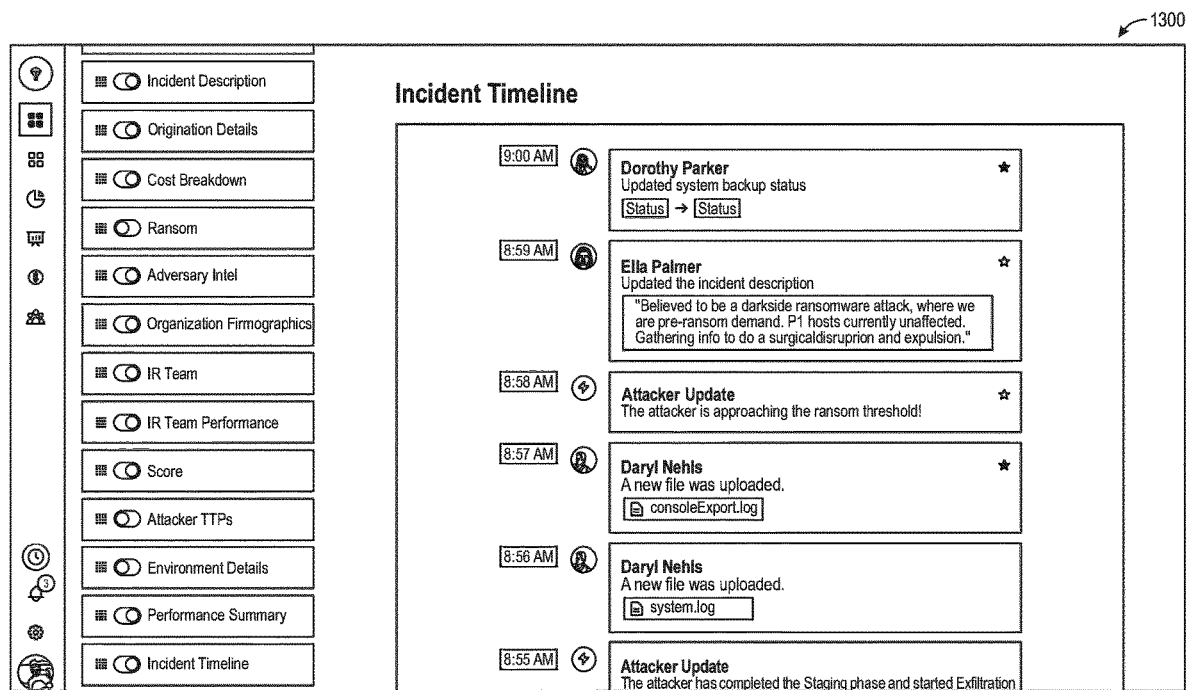 1300
Incident Description
Origination Details
Cost Breakdown
Ransom
Adversary Intel
Organization Firmographics
IR Team
IR Team Performance
Score
Attacker TTPs
Environment Details
3
Performance Summary
Incident Timeline
Incident Timeline
9:00 AM
Dorothy Parker
Updated system backup status
Status → Status
8:59 AM
Ella Palmer
Updated the incident description
"Believed to be a darkside ransomware attack, where we
are pre-ransom demand. P1 hosts currently unaffected.
Gathering info to do a surgicaldisruprion and expulsion."
8:58 AM
Attacker Update
The attacker is approaching the ransom threshold!
8:57 AM
Daryl Nehls
A new file was uploaded.
consoleExport.log
8:56 AM
Daryl Nehls
A new file was uploaded.
system.log
8:55 AM
Attacker Update
The attacker has completed the Staging phase and started Exfiltration